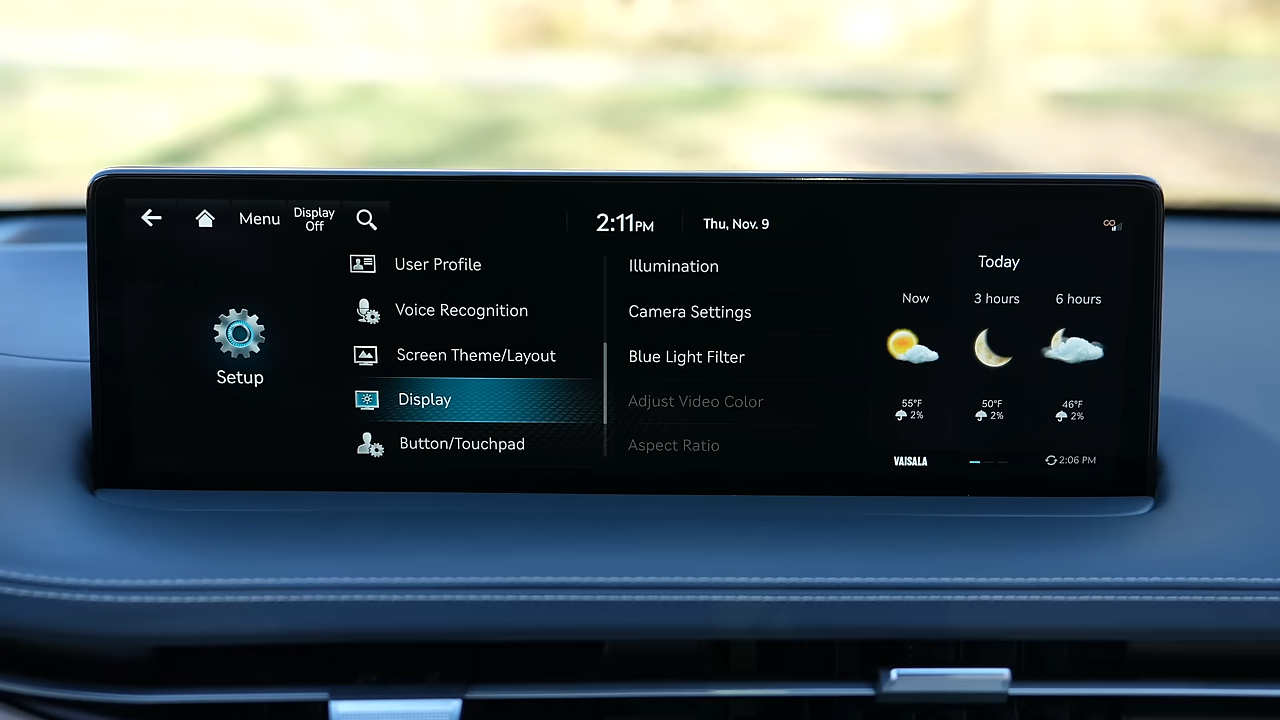 Menu
Display
Off
2:11PM
Thu, Nov. 9
Setup
User Profile
Voice Recognition
Screen Theme/Layout
Display
Button/Touchpad
Illumination
Camera Settings
Blue Light Filter
Adjust Video Color
Aspect Ratio
Today
Now
3 hours
6 hours
55°F
2%
50°F
2%
46°F
2%
VAISALA
2:06 PM